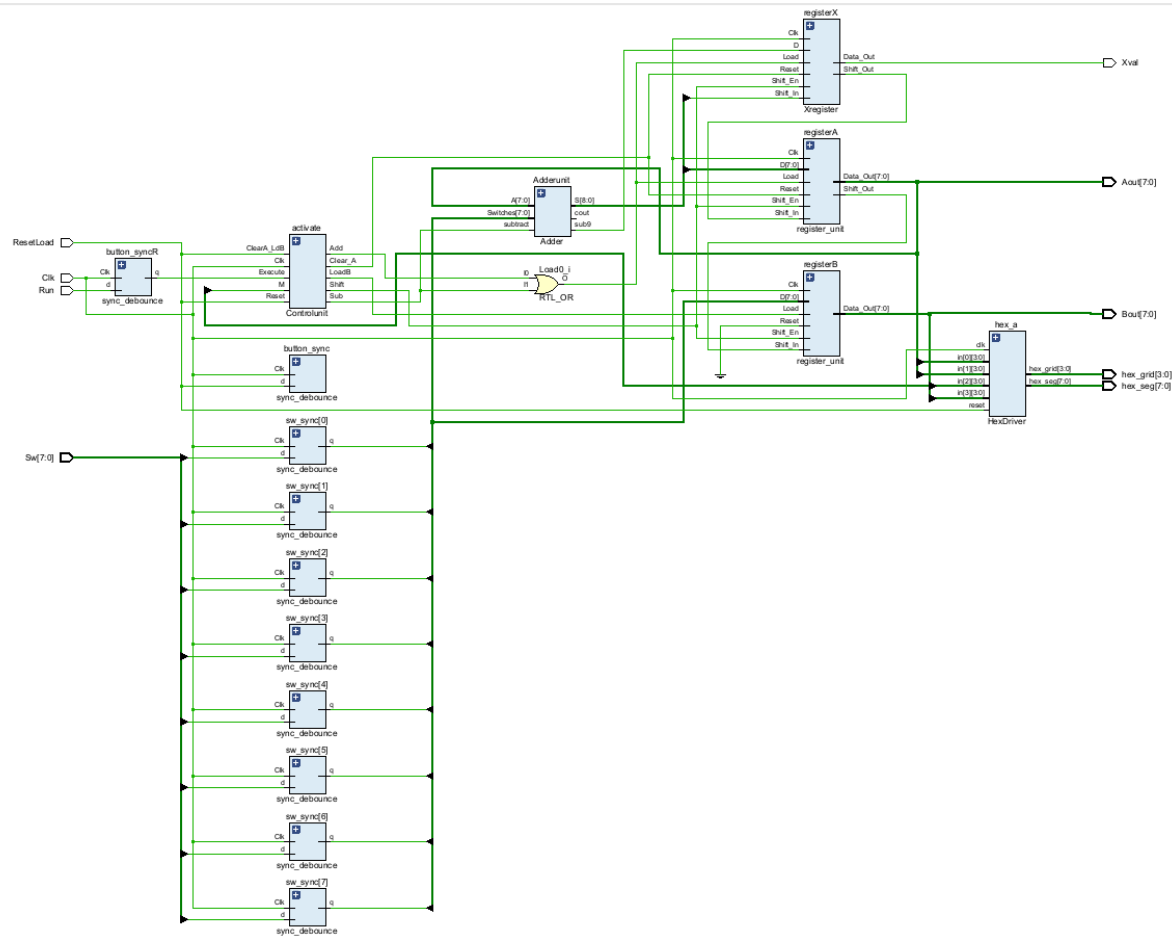 registerX
Clk
D
Load
Reset
Shift_En
Shift_In
Data_Out
Shift_Out
Xregister
Xval
registerA
Clk
D[7:0]
Load
Reset
Shift_En
Shift_In
Data_Out[7:0]
Shift_Out
register_unit
Aout[7:0]
Adderunit
A[7:0]
Switches[7:0]
subtract
S[8:0]
cout
sub9
Adder
activate
ClearA_LdB
Clk
Execute
M
Reset
Add
Clear_A
LoadB
Shift
Sub
Controlunit
ResetLoad
Clk
Run
button_syncR
Clk
d
q
sync_debounce
Load0_i
I0
I1
O
RTL_OR
registerB
Clk
D[7:0]
Load
Reset
Shift_En
Shift_In
Data_Out[7:0]
register_unit
Bout[7:0]
hex_a
clk
in[0][3:0]
in[1][3:0]
in[2][3:0]
in[3][3:0]
reset
hex_grid[3:0]
hex_seg[7:0]
HexDriver
hex_grid[3:0]
hex_seg[7:0]
button_sync
Clk
d
sync_debounce
Sw[7:0]
sw_sync[0]
Clk
d
q
sync_debounce
sw_sync[1]
Clk
d
q
sync_debounce
sw_sync[2]
Clk
d
q
sync_debounce
sw_sync[3]
Clk
d
q
sync_debounce
sw_sync[4]
Clk
d
q
sync_debounce
sw_sync[5]
Clk
d
q
sync_debounce
sw_sync[6]
Clk
d
q
sync_debounce
sw_sync[7]
Clk
d
q
sync_debounce